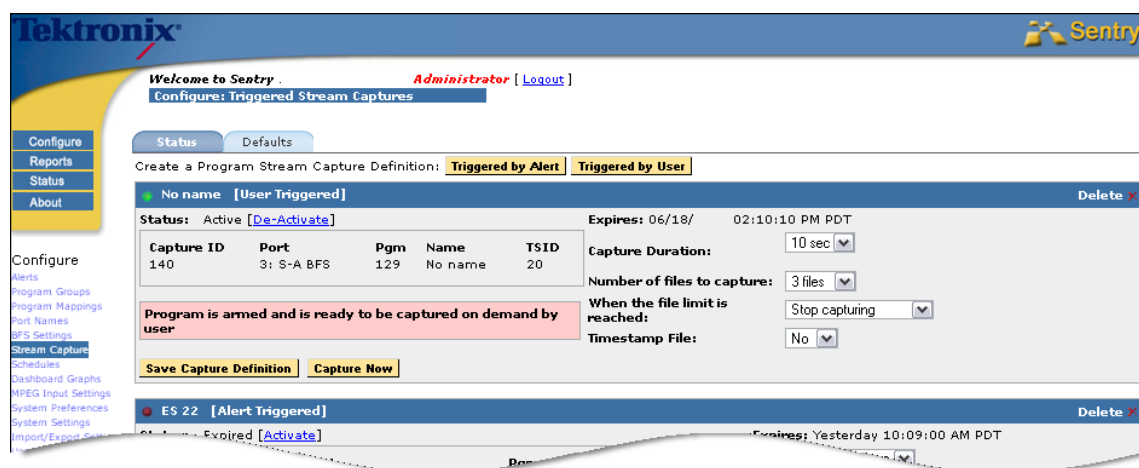 Tektronix
Sentry
Welcome to Sentry . Administrator [ Logout ]
Configure: Triggered Stream Captures
Configure
Reports
Status
About
Status Defaults
Create a Program Stream Capture Definition: Triggered by Alert Triggered by User
No name [User Triggered] Delete X
Status: Active [De-Activate] Expires: 06/18/ 02:10:10 PM PDT
Capture ID Port Pgm Name TSID
140 3: S-A BFS 129 No name 20
Capture Duration: 10 sec
Number of files to capture: 3 files
When the file limit is reached: Stop capturing
Timestamp File: No
Program is armed and is ready to be captured on demand by
user
Save Capture Definition Capture Now
Configure
Alerts
Program Groups
Program Mappings
Port Names
BFS Settings
Stream Capture
Schedules
Dashboard Graphs
MPEG Input Settings
System Preferences
System Settings
Import/Export
ES 22 [Alert Triggered] Delete X
Expired [Activate] Expires: Yesterday 10:09:00 AM PDT